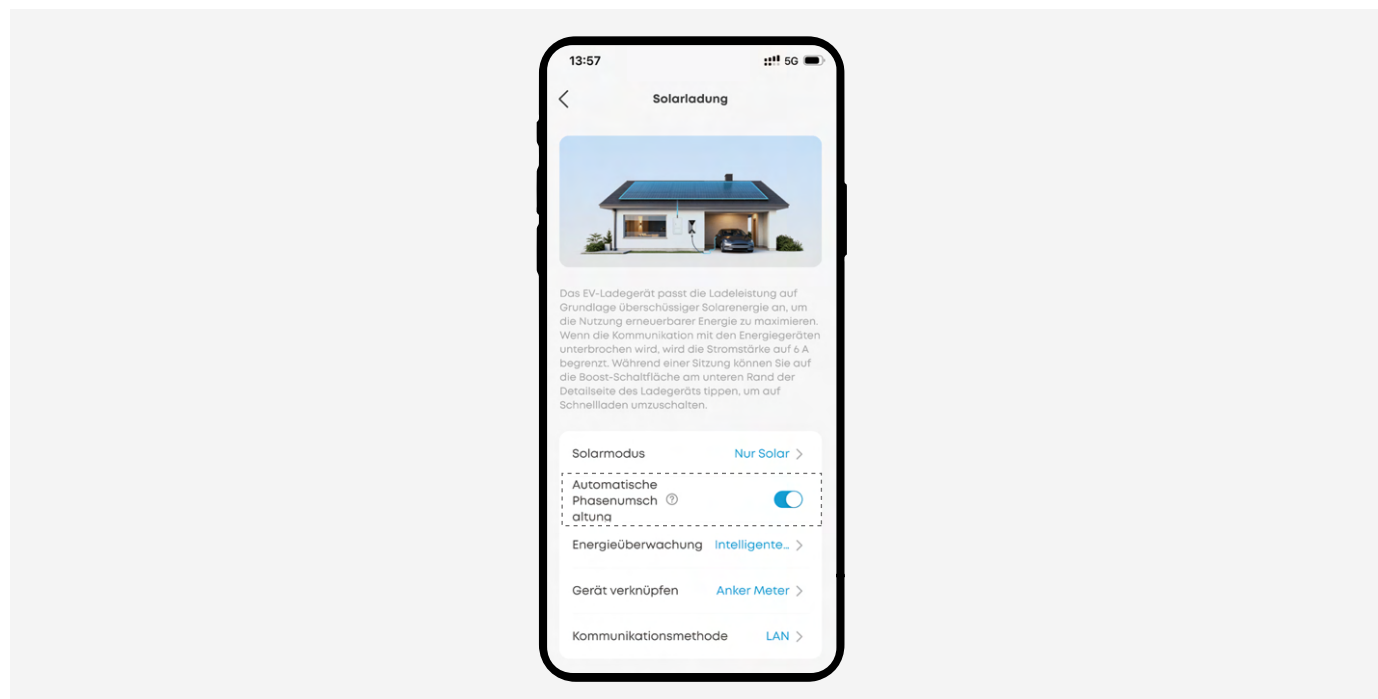 13:57
5G
Solarladung
Das EV-Ladegerät passt die Ladeleistung auf
Grundlage überschüssiger Solarenergie an, um
die Nutzung erneuerbarer Energie zu maximieren.
Wenn die Kommunikation mit den Energiegeräten
unterbrochen wird, wird die Stromstärke auf 6 A
begrenzt. Während einer Sitzung können Sie auf
die Boost-Schaltfläche am unteren Rand der
Detailseite des Ladegeräts tippen, um auf
Schnellladen umzuschalten.
Solarmodus Nur Solar
Automatische
Phasenumsch ?
altung
Energieüberwachung Intelligente...
Gerät verknüpfen Anker Meter
Kommunikationsmethode LAN